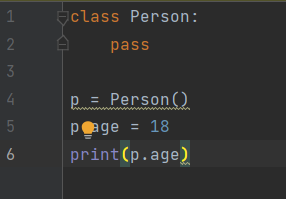 1 class Person:
2     pass
3
4 p = Person()
5 p.age = 18
6 print(p.age)